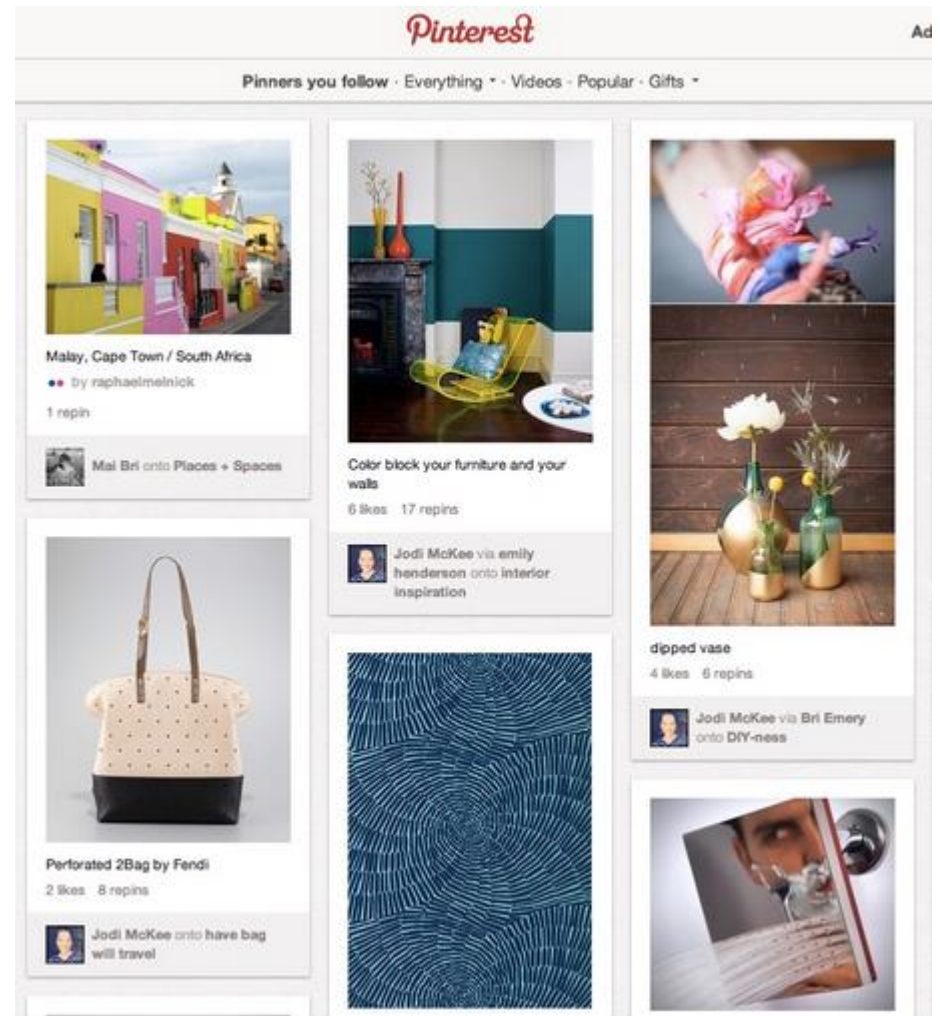 Pinterest
Ad
Pinners you follow · Everything · Videos · Popular · Gifts
Malay, Cape Town / South Africa
by raphaelmelnick
1 repin
Mai Bri onto Places + Spaces
Perforated 2Bag by Fendi
2 likes 8 repins
Jodi McKee onto have bag
will travel
Color block your furniture and your
walls
6 likes 17 repins
Jodi McKee via emily
henderson onto interior
inspiration
dipped vase
4 likes 6 repins
Jodi McKee via Bri Emery
onto DIY-ness